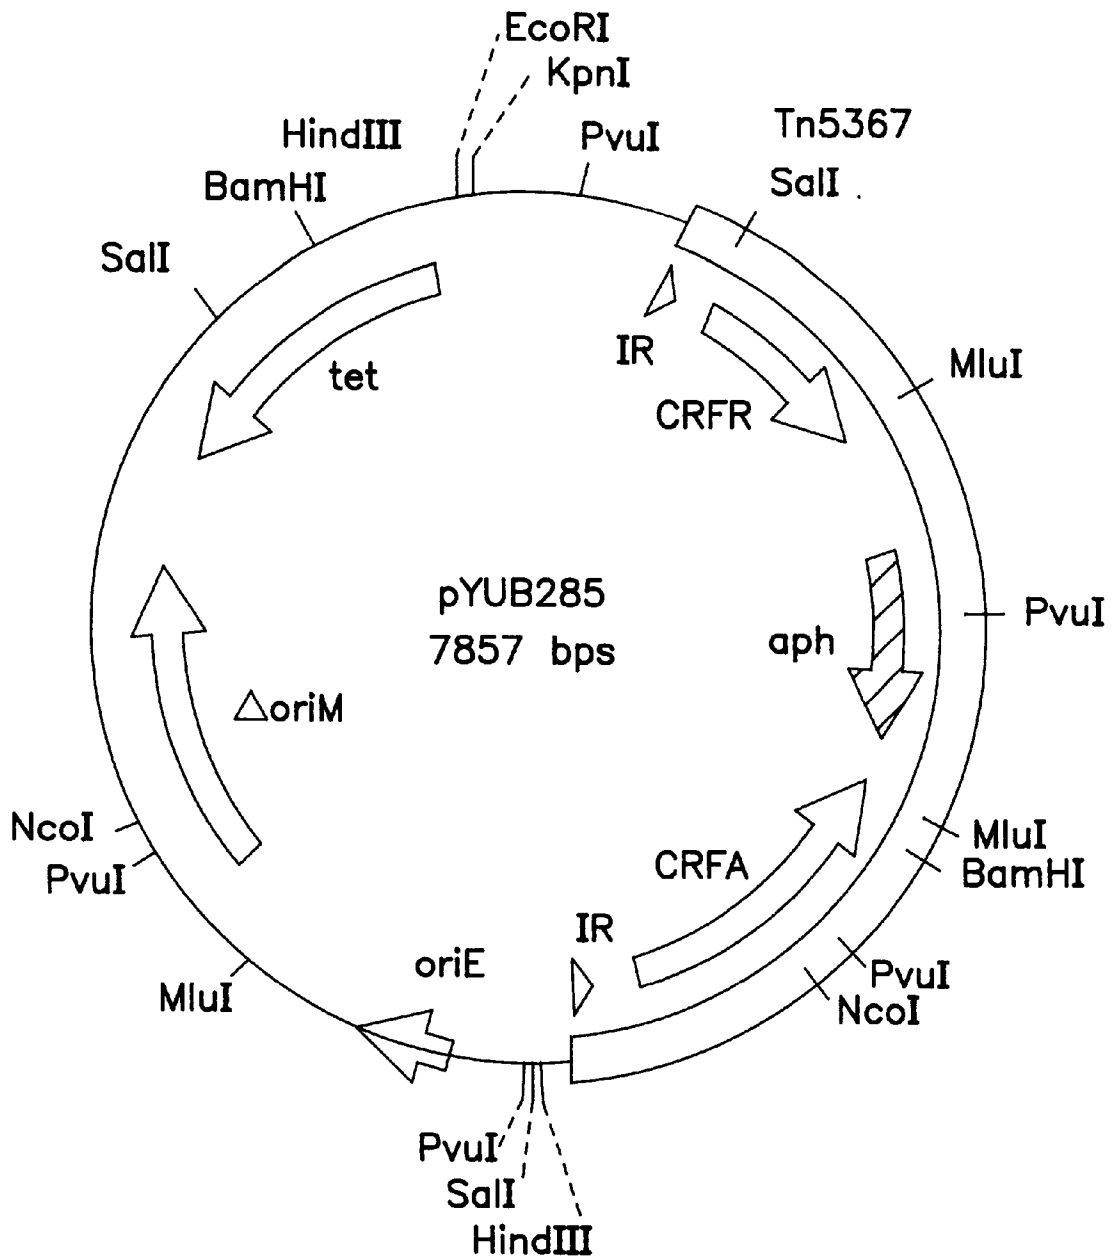 EcoRI
KpnI
HindIII
PvuI
Tn5367
BamHI
SalI
SalI
IR
tet
MluI
CRFR
pYUB285
7857 bps
PvuI
aph
△oriM
NcoI
PvuI
MluI
BamHI
CRFA
IR
oriE
PvuI
NcoI
MluI
PvuI
SalI
HindIII